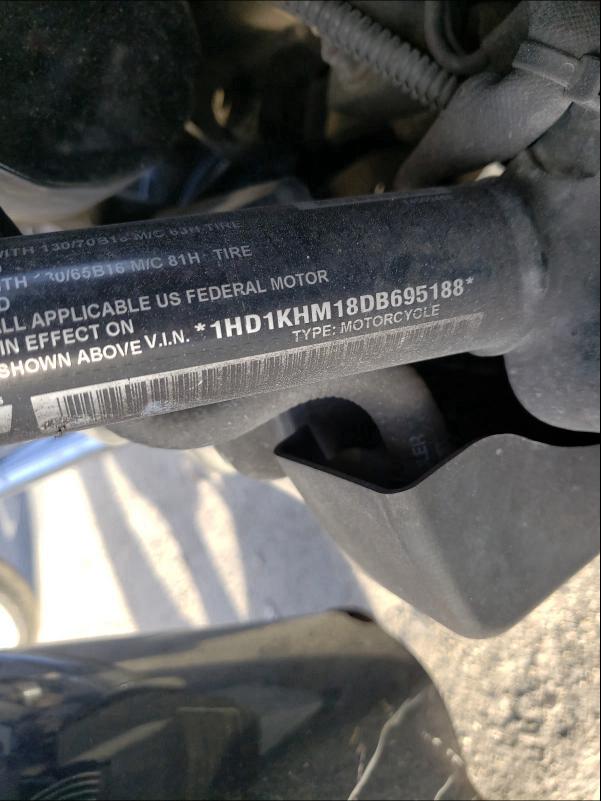 WITH 130/70B18 M/C 63H TIRE
/65B16 M/C 81H TIRE
ALL APPLICABLE US FEDERAL MOTOR
IN EFFECT ON
SHOWN ABOVE V.I.N. *1HD1KHM18DB695188*
TYPE: MOTORCYCLE